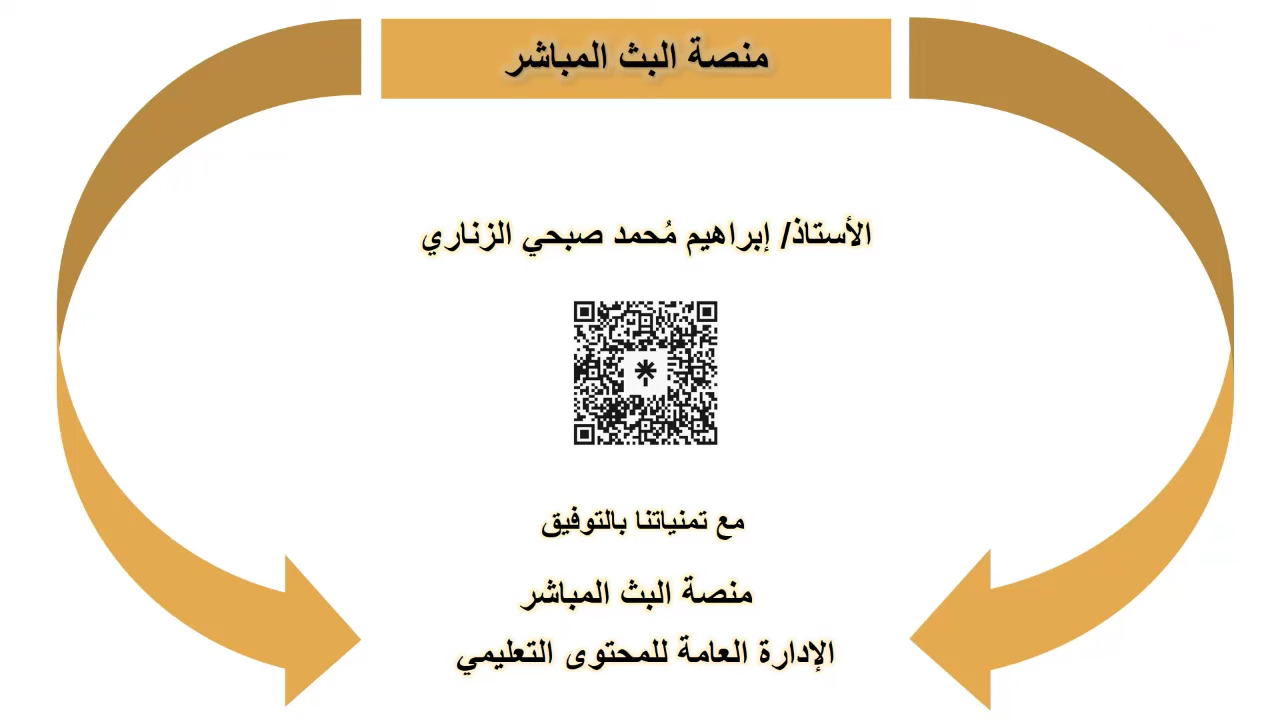 منصة البث المباشر
الأستاذ/ إبراهيم مُحمد صبحي الزناري
مع تمنياتنا بالتوفيق
منصة البث المباشر
الإدارة العامة للمحتوى التعليمي